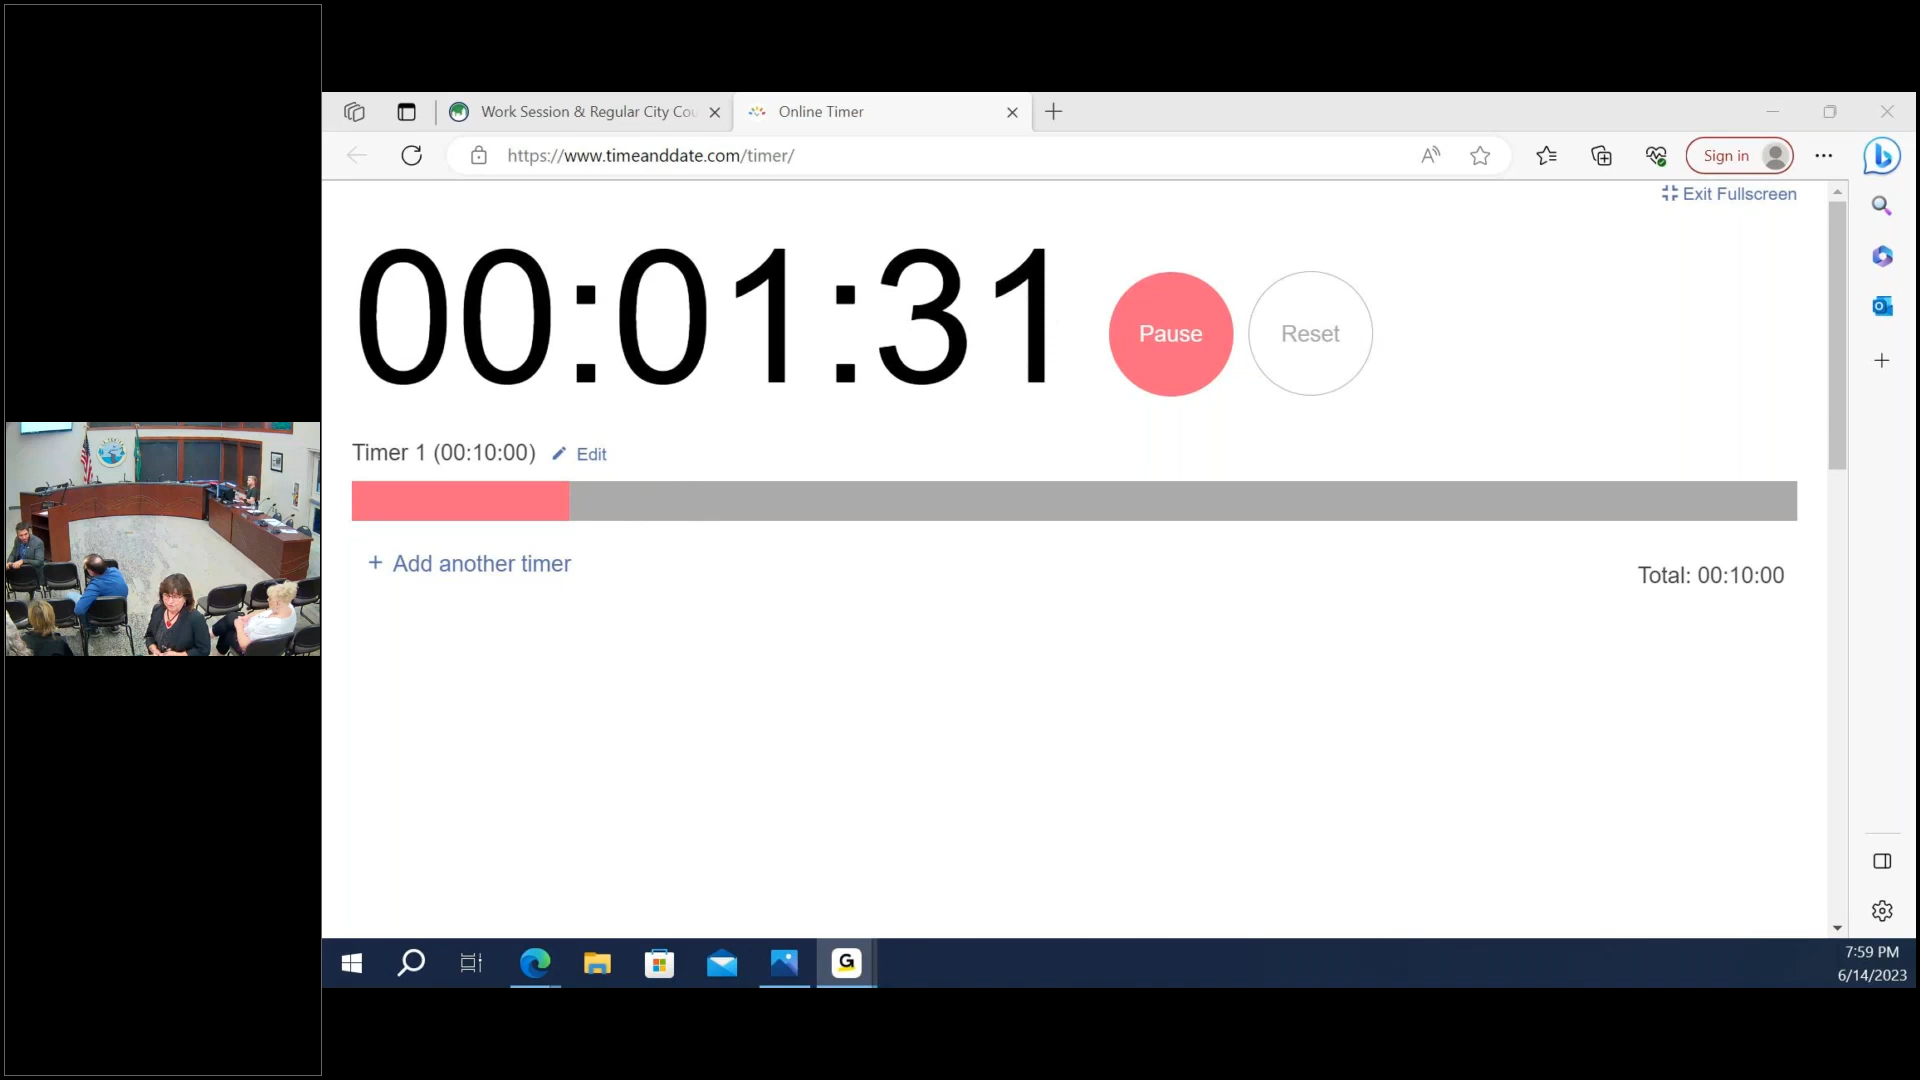 Work Session & Regular City Cou
Online Timer
https://www.timeanddate.com/timer/
Sign in
Exit Fullscreen
00:01:31
Pause
Reset
Timer 1 (00:10:00)
Edit
+ Add another timer
Total: 00:10:00
7:59 PM
6/14/2023